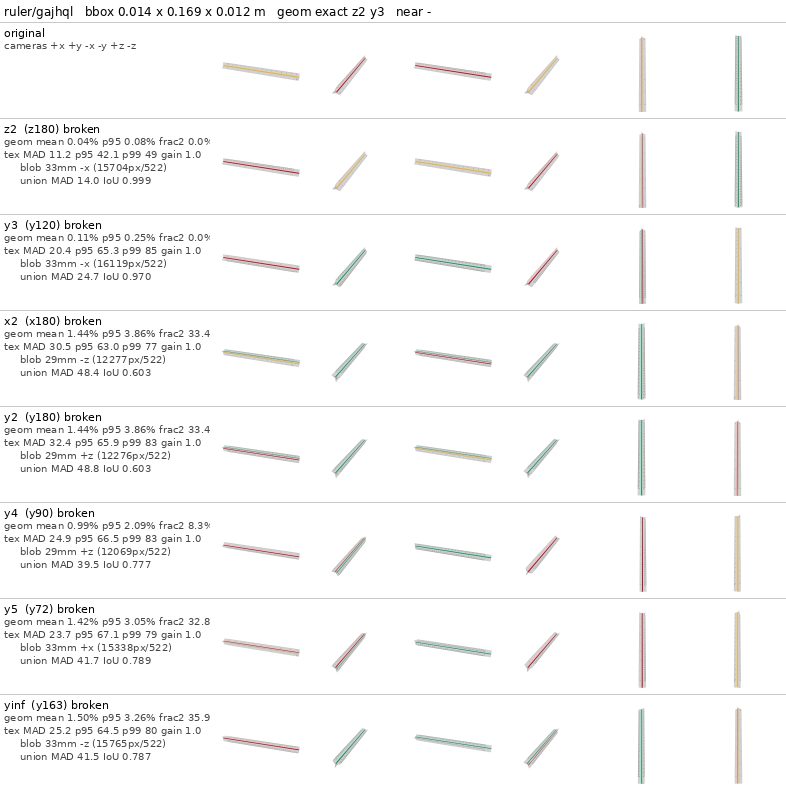 ruler/gajhql bbox 0.014 x 0.169 x 0.012 m geom exact z2 y3 near -
original
cameras +x +y -x -y +z -z
z2 (z180) broken
geom mean 0.04% p95 0.08% frac2 0.0%
tex MAD 11.2 p95 42.1 p99 49 gain 1.0
blob 33mm -x (15704px/522)
union MAD 14.0 IoU 0.999
y3 (y120) broken
geom mean 0.11% p95 0.25% frac2 0.0%
tex MAD 20.4 p95 65.3 p99 85 gain 1.0
blob 33mm -x (16119px/522)
union MAD 24.7 IoU 0.970
x2 (x180) broken
geom mean 1.44% p95 3.86% frac2 33.4
tex MAD 30.5 p95 63.0 p99 77 gain 1.0
blob 29mm -z (12277px/522)
union MAD 48.4 IoU 0.603
y2 (y180) broken
geom mean 1.44% p95 3.86% frac2 33.4
tex MAD 32.4 p95 65.9 p99 83 gain 1.0
blob 29mm +z (12276px/522)
union MAD 48.8 IoU 0.603
y4 (y90) broken
geom mean 0.99% p95 2.09% frac2 8.3%
tex MAD 24.9 p95 66.5 p99 83 gain 1.0
blob 29mm +z (12069px/522)
union MAD 39.5 IoU 0.777
y5 (y72) broken
geom mean 1.42% p95 3.05% frac2 32.8
tex MAD 23.7 p95 67.1 p99 79 gain 1.0
blob 33mm +x (15338px/522)
union MAD 41.7 IoU 0.789
yinf (y163) broken
geom mean 1.50% p95 3.26% frac2 35.9
tex MAD 25.2 p95 64.5 p99 80 gain 1.0
blob 33mm -z (15765px/522)
union MAD 41.5 IoU 0.787